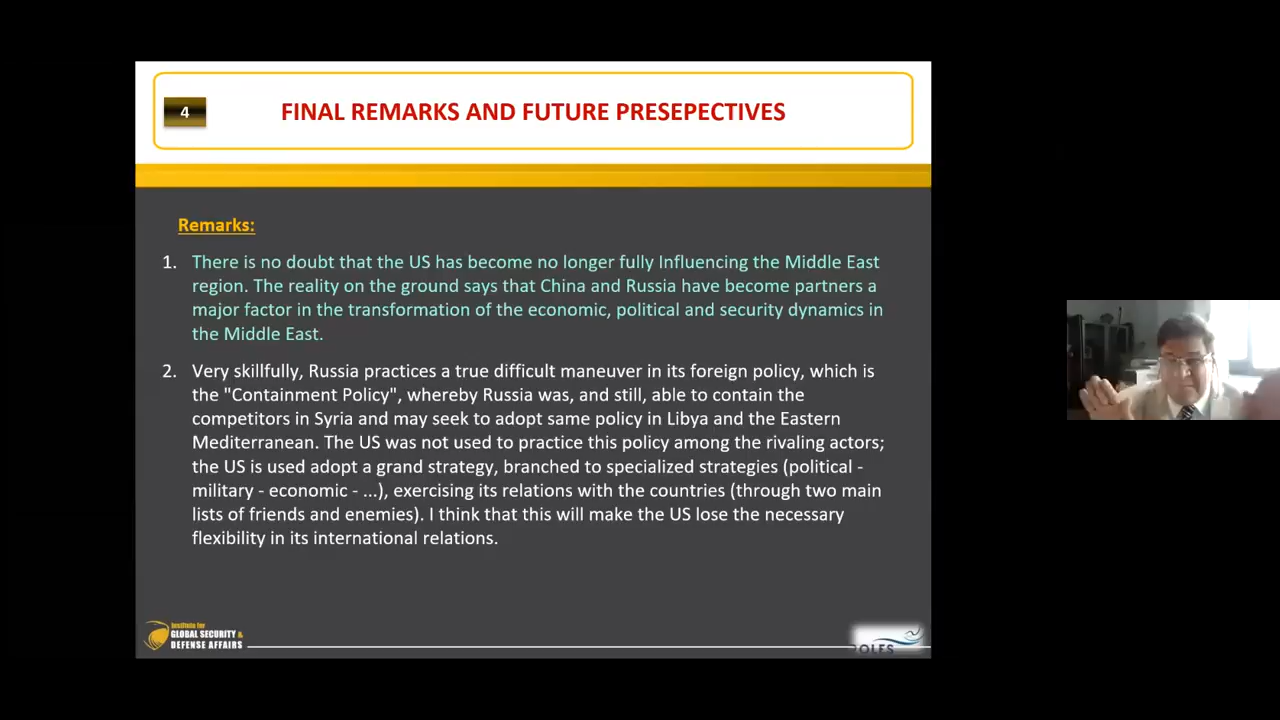 4
FINAL REMARKS AND FUTURE PRESEPECTIVES
Remarks:
1. There is no doubt that the US has become no longer fully Influencing the Middle East
region. The reality on the ground says that China and Russia have become partners a
major factor in the transformation of the economic, political and security dynamics in
the Middle East.
2. Very skillfully, Russia practices a true difficult maneuver in its foreign policy, which is
the "Containment Policy", whereby Russia was, and still, able to contain the
competitors in Syria and may seek to adopt same policy in Libya and the Eastern
Mediterranean. The US was not used to practice this policy among the rivaling actors;
the US is used adopt a grand strategy, branched to specialized strategies (political -
military - economic - ...), exercising its relations with the countries (through two main
lists of friends and enemies). I think that this will make the US lose the necessary
flexibility in its international relations.
Institute for
GLOBAL SECURITY &
DEFENSE AFFAIRS